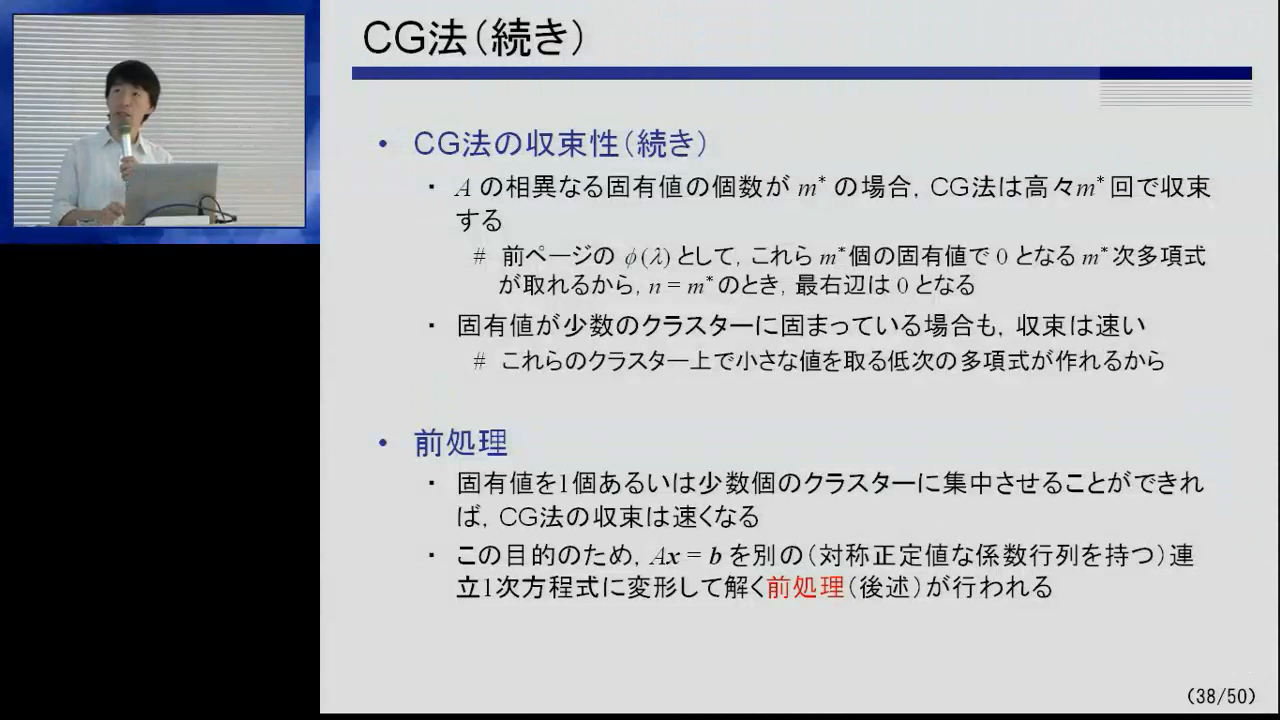 CG法(続き)
• CG法の収束性(続き)
・ A の相異なる固有値の個数が m* の場合, CG法は高々m* 回で収束
する
# 前ページの φ(λ) として, これら m* 個の固有値で 0 となる m* 次多項式
が取れるから, n = m* のとき, 最右辺は 0 となる
・ 固有値が少数のクラスターに固まっている場合も, 収束は速い
# これらのクラスター上で小さな値を取る低次の多項式が作れるから
• 前処理
・ 固有値を1個あるいは少数個のクラスターに集中させることができれ
ば, CG法の収束は速くなる
・ この目的のため, Ax = b を別の(対称正定値な係数行列を持つ)連
立1次方程式に変形して解く前処理(後述)が行われる
(38/50)